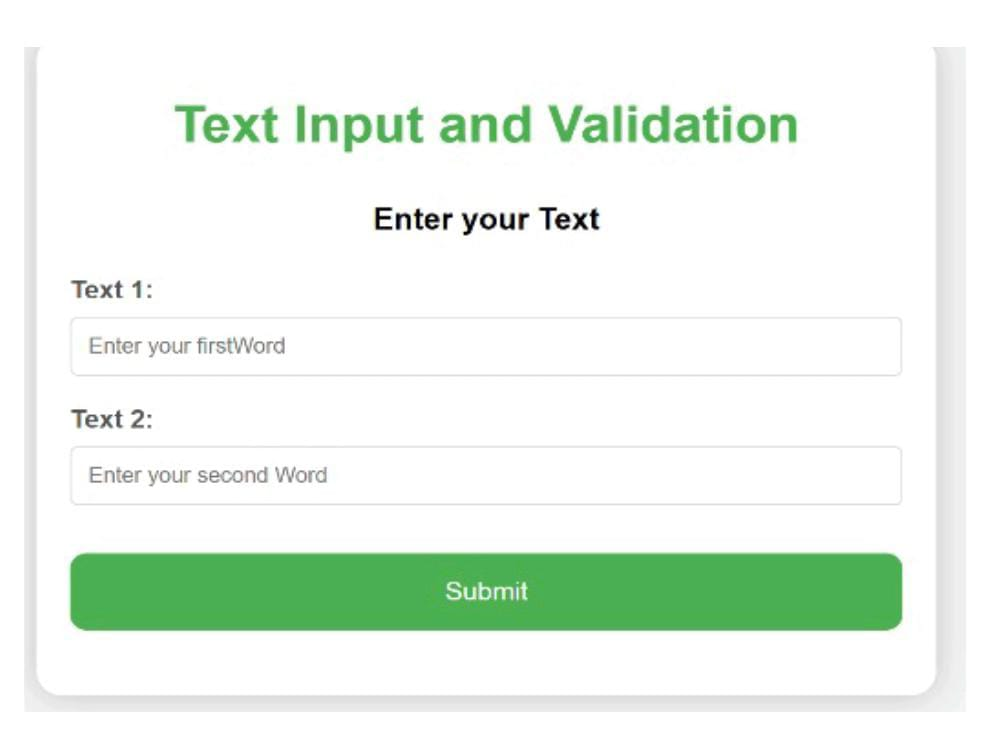 Text Input and Validation
Enter your Text
Text 1:
Enter your firstWord
Text 2:
Enter your second Word
Submit